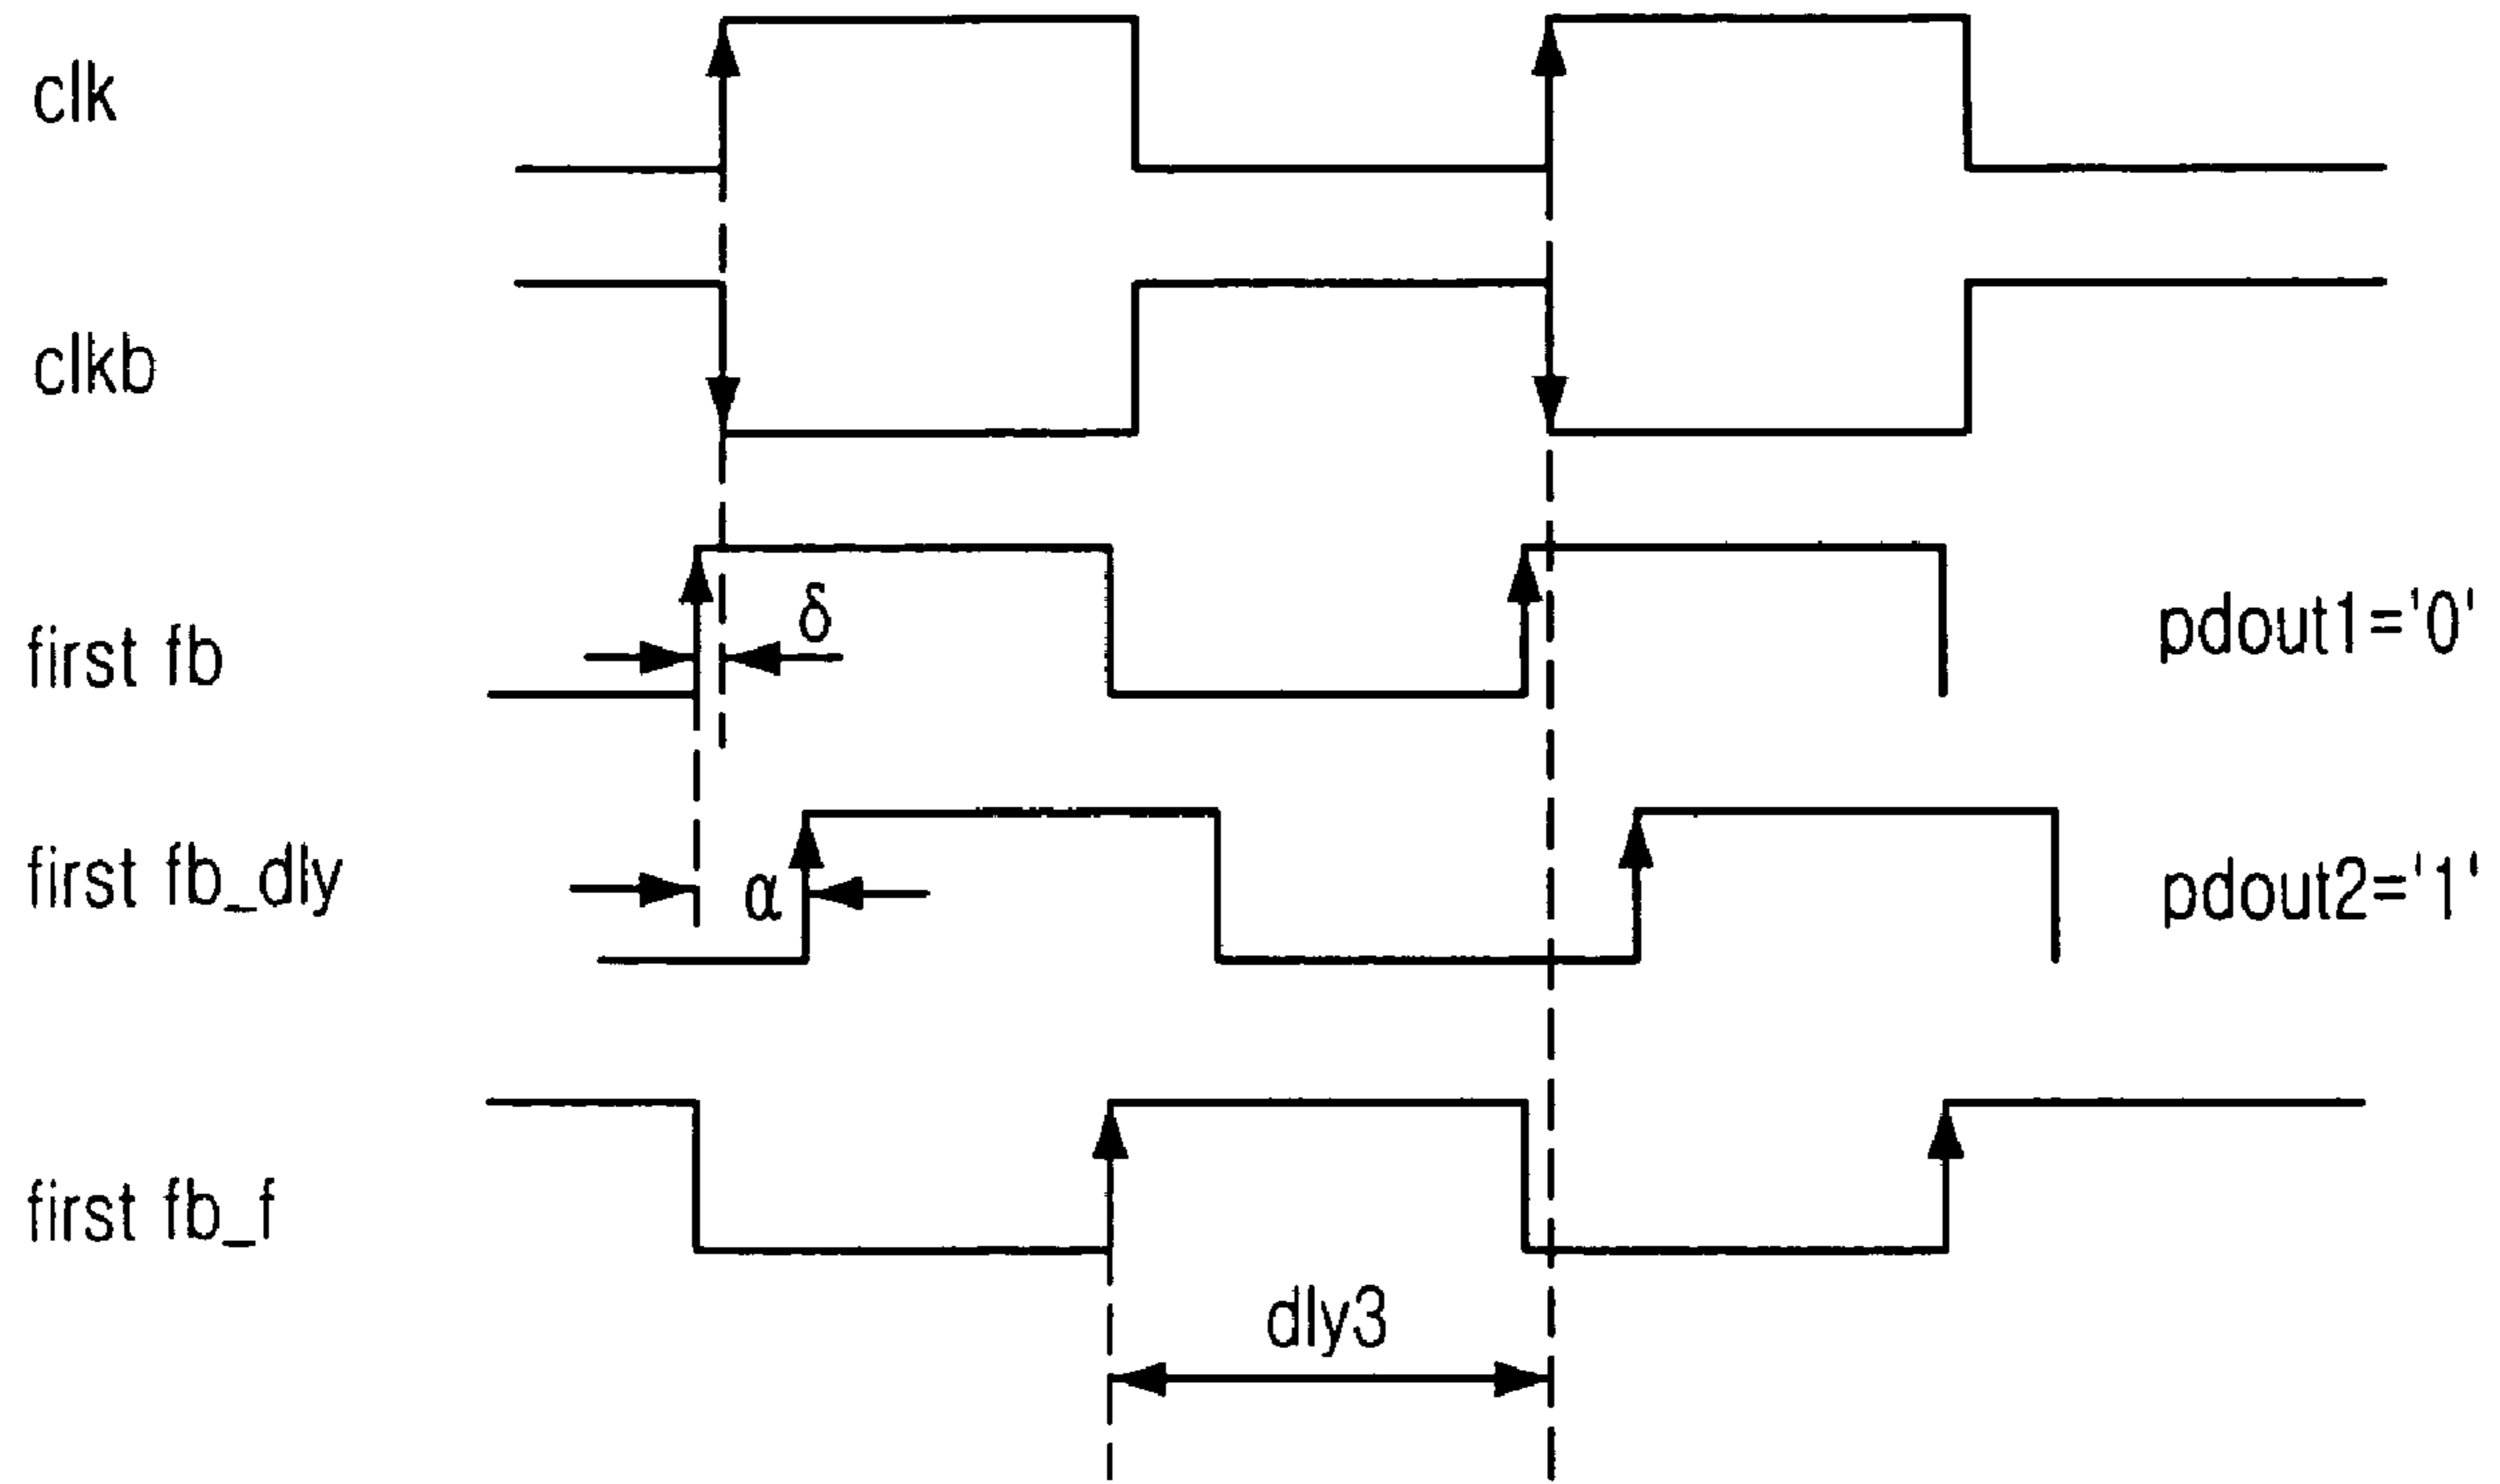 clk
clkb
δ
first fb
pdout1='0'
first fb_dly
α
pdout2='1'
first fb_f
dly3